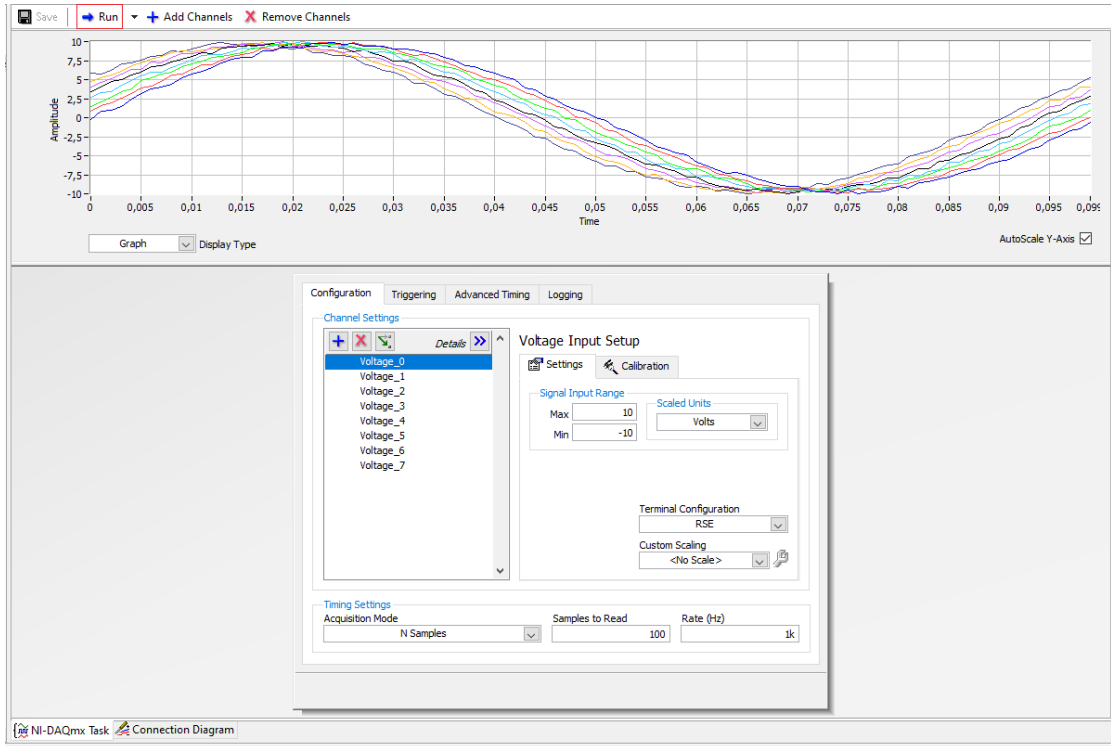 Save Run Add Channels Remove Channels
10
7,5
5
2,5
0
-2,5
-5
-7,5
-10
Amplitude
0 0,005 0,01 0,015 0,02 0,025 0,03 0,035 0,04 0,045 0,05 0,055 0,06 0,065 0,07 0,075 0,08 0,085 0,09 0,095 0,099
Time
Graph Display Type
AutoScale Y-Axis
Configuration Triggering Advanced Timing Logging
Channel Settings
Details
Voltage_0
Voltage_1
Voltage_2
Voltage_3
Voltage_4
Voltage_5
Voltage_6
Voltage_7
Voltage Input Setup
Settings Calibration
Signal Input Range
Max 10
Min -10
Scaled Units
Volts
Terminal Configuration
RSE
Custom Scaling
<No Scale>
Timing Settings
Acquisition Mode Samples to Read Rate (Hz)
N Samples 100 1k
NI-DAQmx Task Connection Diagram